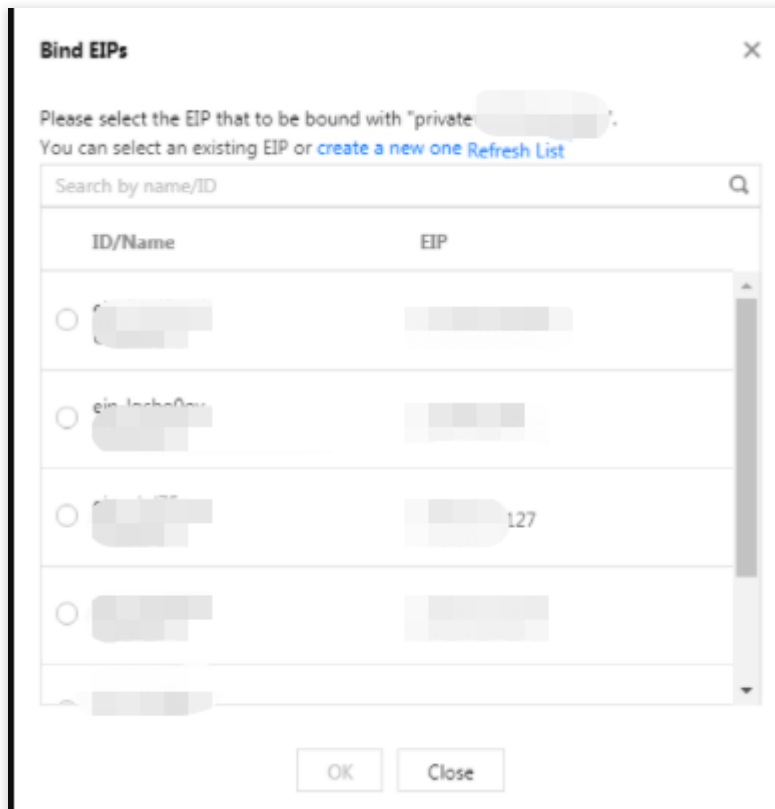 Bind EIPs
Please select the EIP that to be bound with "private ".
You can select an existing EIP or create a new one Refresh List
Search by name/ID
ID/Name EIP
127
OK Close